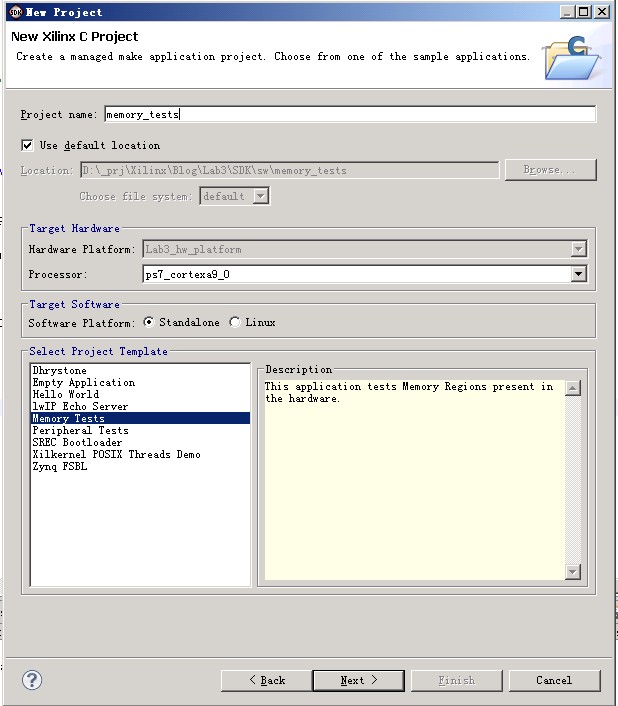 New Project
New Xilinx C Project
Create a managed make application project. Choose from one of the sample applications.
Project name: memory_tests
Use default location
Location: D:\_prj\Xilinx\Blog\Lab3\SDK\sw\memory_tests Browse...
Choose file system: default
Target Hardware
Hardware Platform: Lab3_hw_platform
Processor: ps7_cortexa9_0
Target Software
Software Platform: Standalone Linux
Select Project Template
Dhrystone
Empty Application
Hello World
lwIP Echo Server
Memory Tests
Peripheral Tests
SREC Bootloader
Xilkernel POSIX Threads Demo
Zynq FSBL
Description
This application tests Memory Regions present in
the hardware.
? < Back Next > Finish Cancel